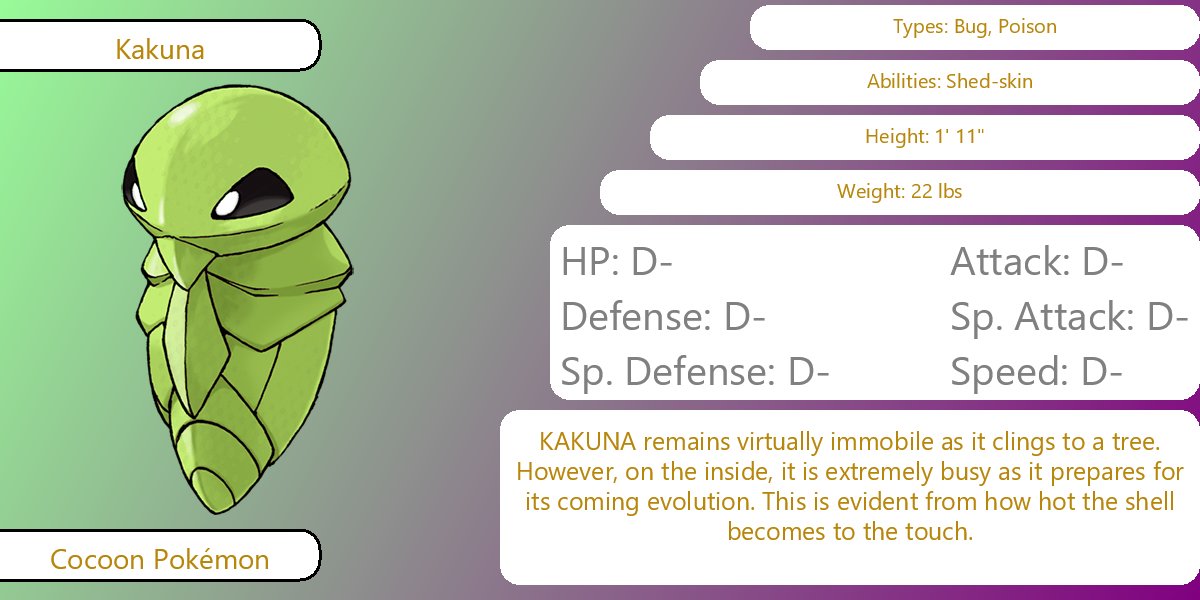 Kakuna
Types: Bug, Poison
Abilities: Shed-skin
Height: 1' 11"
Weight: 22 lbs
HP: D-
Attack: D-
Defense: D-
Sp. Attack: D-
Sp. Defense: D-
Speed: D-
KAKUNA remains virtually immobile as it clings to a tree.
However, on the inside, it is extremely busy as it prepares for
its coming evolution. This is evident from how hot the shell
becomes to the touch.
Cocoon Pokémon